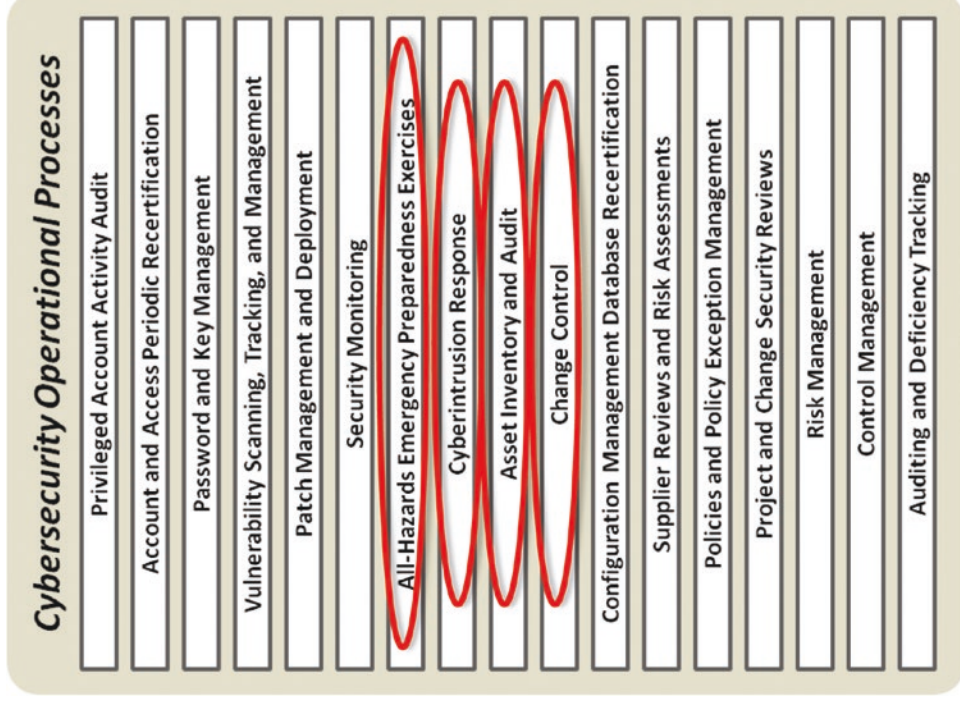 Cybersecurity Operational Processes
Privileged Account Activity Audit
Account and Access Periodic Recertification
Password and Key Management
Vulnerability Scanning, Tracking, and Management
Patch Management and Deployment
Security Monitoring
All-Hazards Emergency Preparedness Exercises
Cyberintrusion Response
Asset Inventory and Audit
Change Control
Configuration Management Database Recertification
Supplier Reviews and Risk Assessments
Policies and Policy Exception Management
Project and Change Security Reviews
Risk Management
Control Management
Auditing and Deficiency Tracking